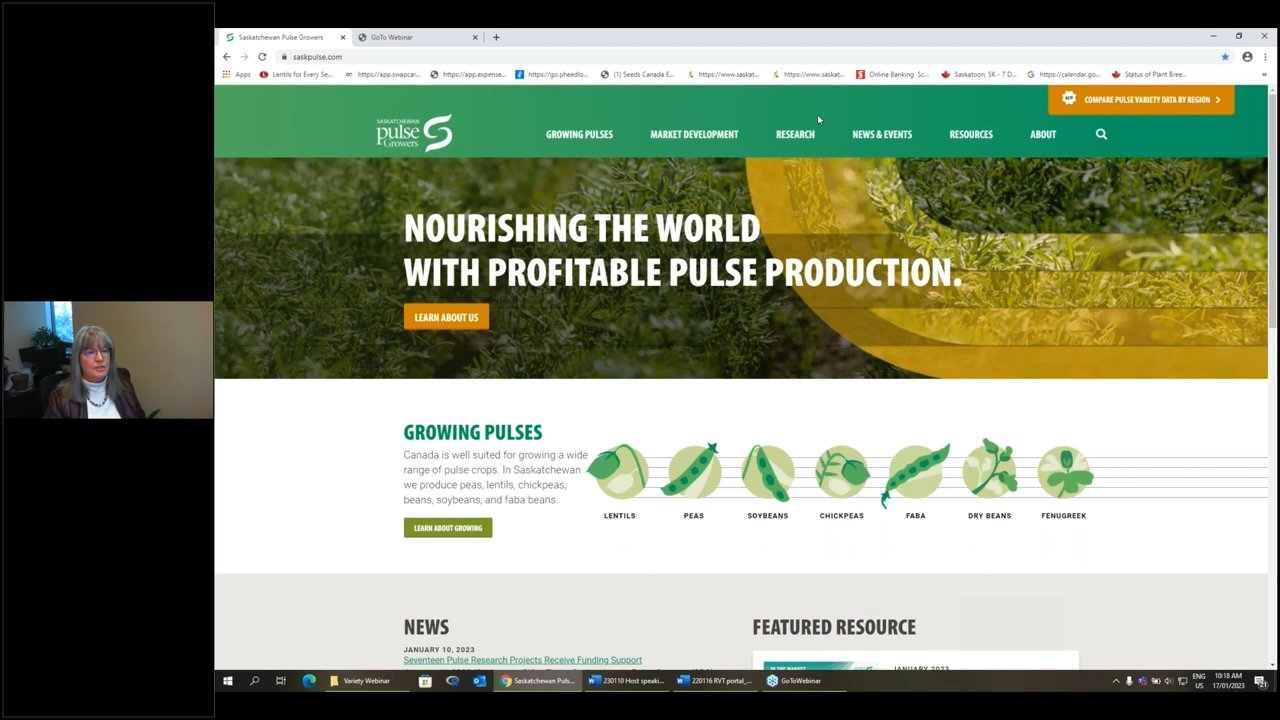 Saskatchewan Pulse Growers
GoTo Webinar
saskpulse.com
Apps
Lentils for Every Se...
https://app.swapcar...
https://app.expense...
https://go.pheedlo...
(1) Seeds Canada E...
https://www.saskat...
https://www.saskat...
Online Banking Sc...
Saskatoon, SK - 7 D...
https://calendar.go...
Status of Plant Bree...
NEW
COMPARE PULSE VARIETY DATA BY REGION
SASKATCHEWAN
pulse
Growers
GROWING PULSES
MARKET DEVELOPMENT
RESEARCH
NEWS & EVENTS
RESOURCES
ABOUT
NOURISHING THE WORLD
WITH PROFITABLE PULSE PRODUCTION.
LEARN ABOUT US
GROWING PULSES
Canada is well suited for growing a wide
range of pulse crops. In Saskatchewan
we produce peas, lentils, chickpeas,
beans, soybeans, and faba beans.
LEARN ABOUT GROWING
LENTILS
PEAS
SOYBEANS
CHICKPEAS
FABA
DRY BEANS
FENUGREEK
NEWS
JANUARY 10, 2023
Seventeen Pulse Research Projects Receive Funding Support
FEATURED RESOURCE
IN THE MARKET
JANUARY 2023
Variety Webinar
Saskatchewan Puls...
230110 Host speaki...
220116 RVT portal_...
GoToWebinar
ENG
US
10:18 AM
17/01/2023
21